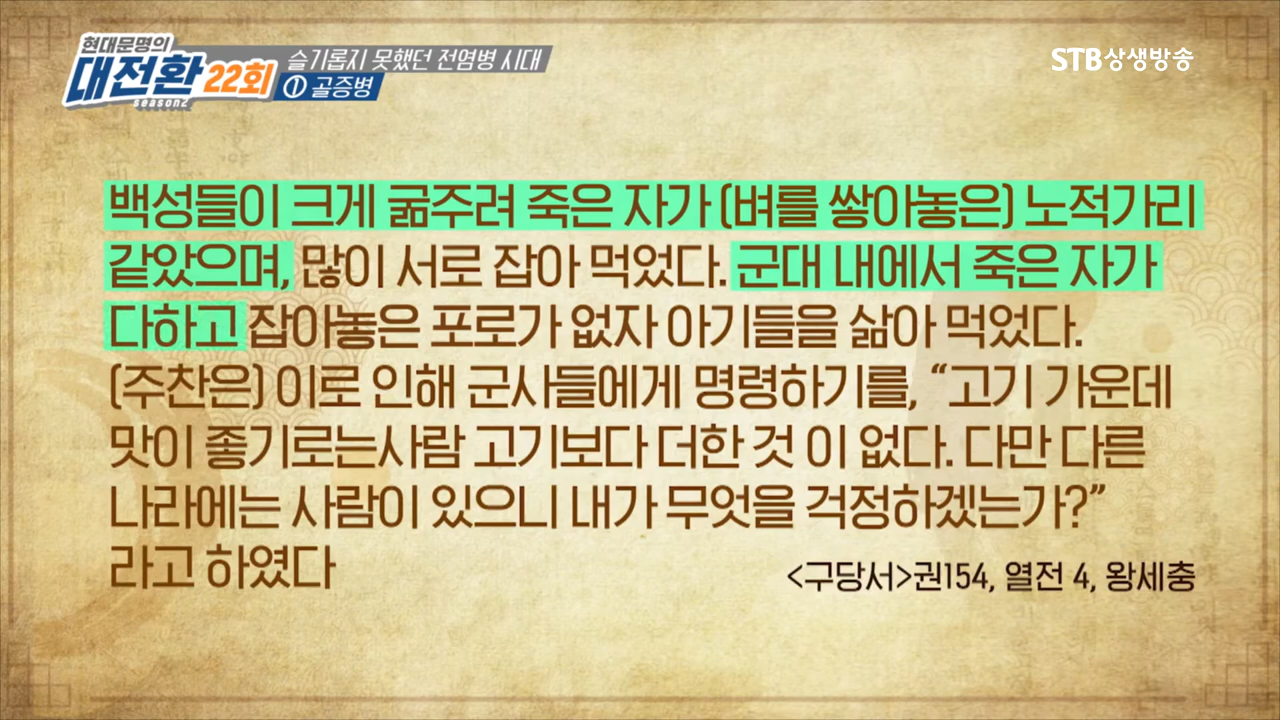 현대문명의
대전환 22회
season2
슬기롭지 못했던 전염병 시대
① 골증병
STB상생방송
백성들이 크게 굶주려 죽은 자가 (벼를 쌓아놓은) 노적가리
같았으며, 많이 서로 잡아 먹었다. 군대 내에서 죽은 자가
다하고 잡아놓은 포로가 없자 아기들을 삶아 먹었다.
(주찬은) 이로 인해 군사들에게 명령하기를, “고기 가운데
맛이 좋기로는사람 고기보다 더한 것 이 없다. 다만 다른
나라에는 사람이 있으니 내가 무엇을 걱정하겠는가?”
라고 하였다
<구당서>권154, 열전 4, 왕세충